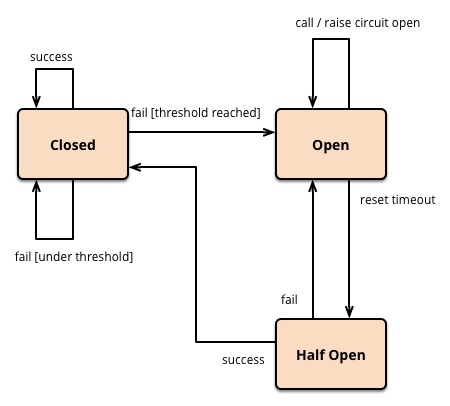 call / raise circuit open
success
fail [threshold reached]
Closed
Open
reset timeout
fail [under threshold]
fail
Half Open
success